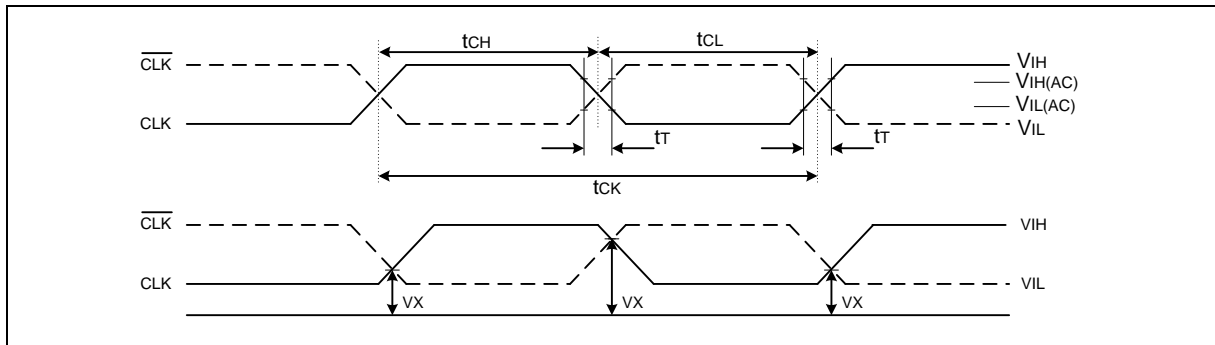 tCH tCL
CLK VIH
VIH(AC)
VIL(AC)
CLK VIL
tT tT
tCK
CLK VIH
CLK VIL
VX VX VX